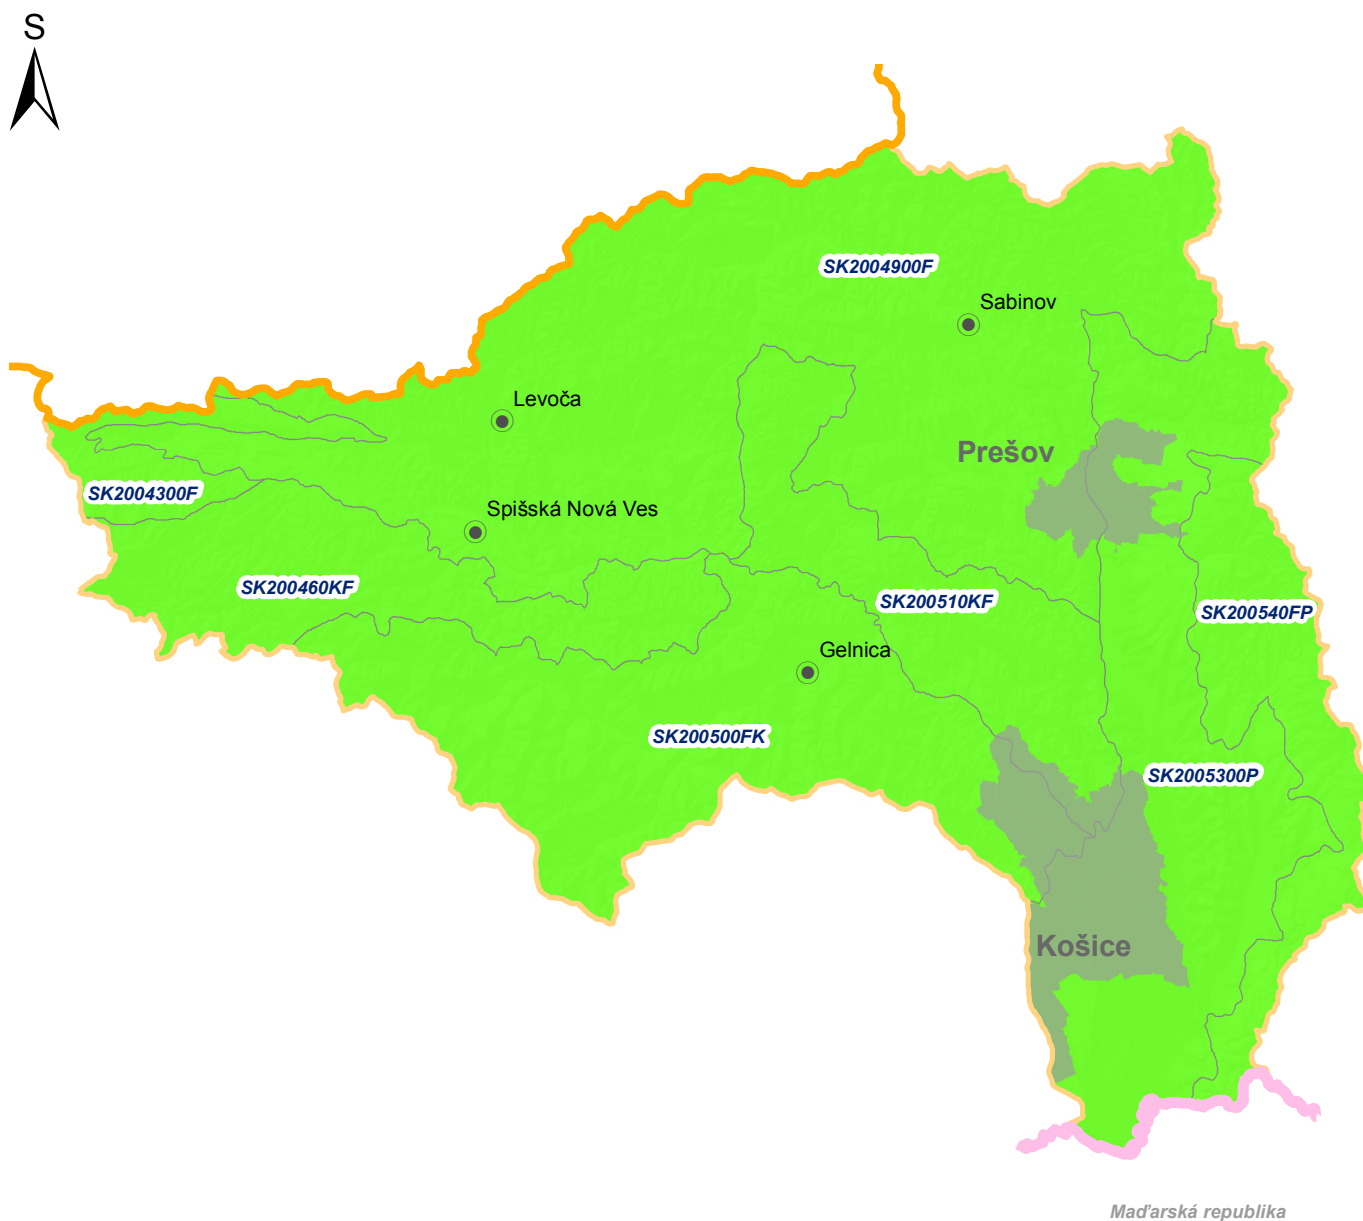 S
SK2004900F
Sabinov
Levoča
Prešov
SK2004300F
Spišská Nová Ves
SK200460KF
SK200510KF
SK200540FP
Gelnica
SK200500FK
SK2005300P
Košice
Maďarská republika